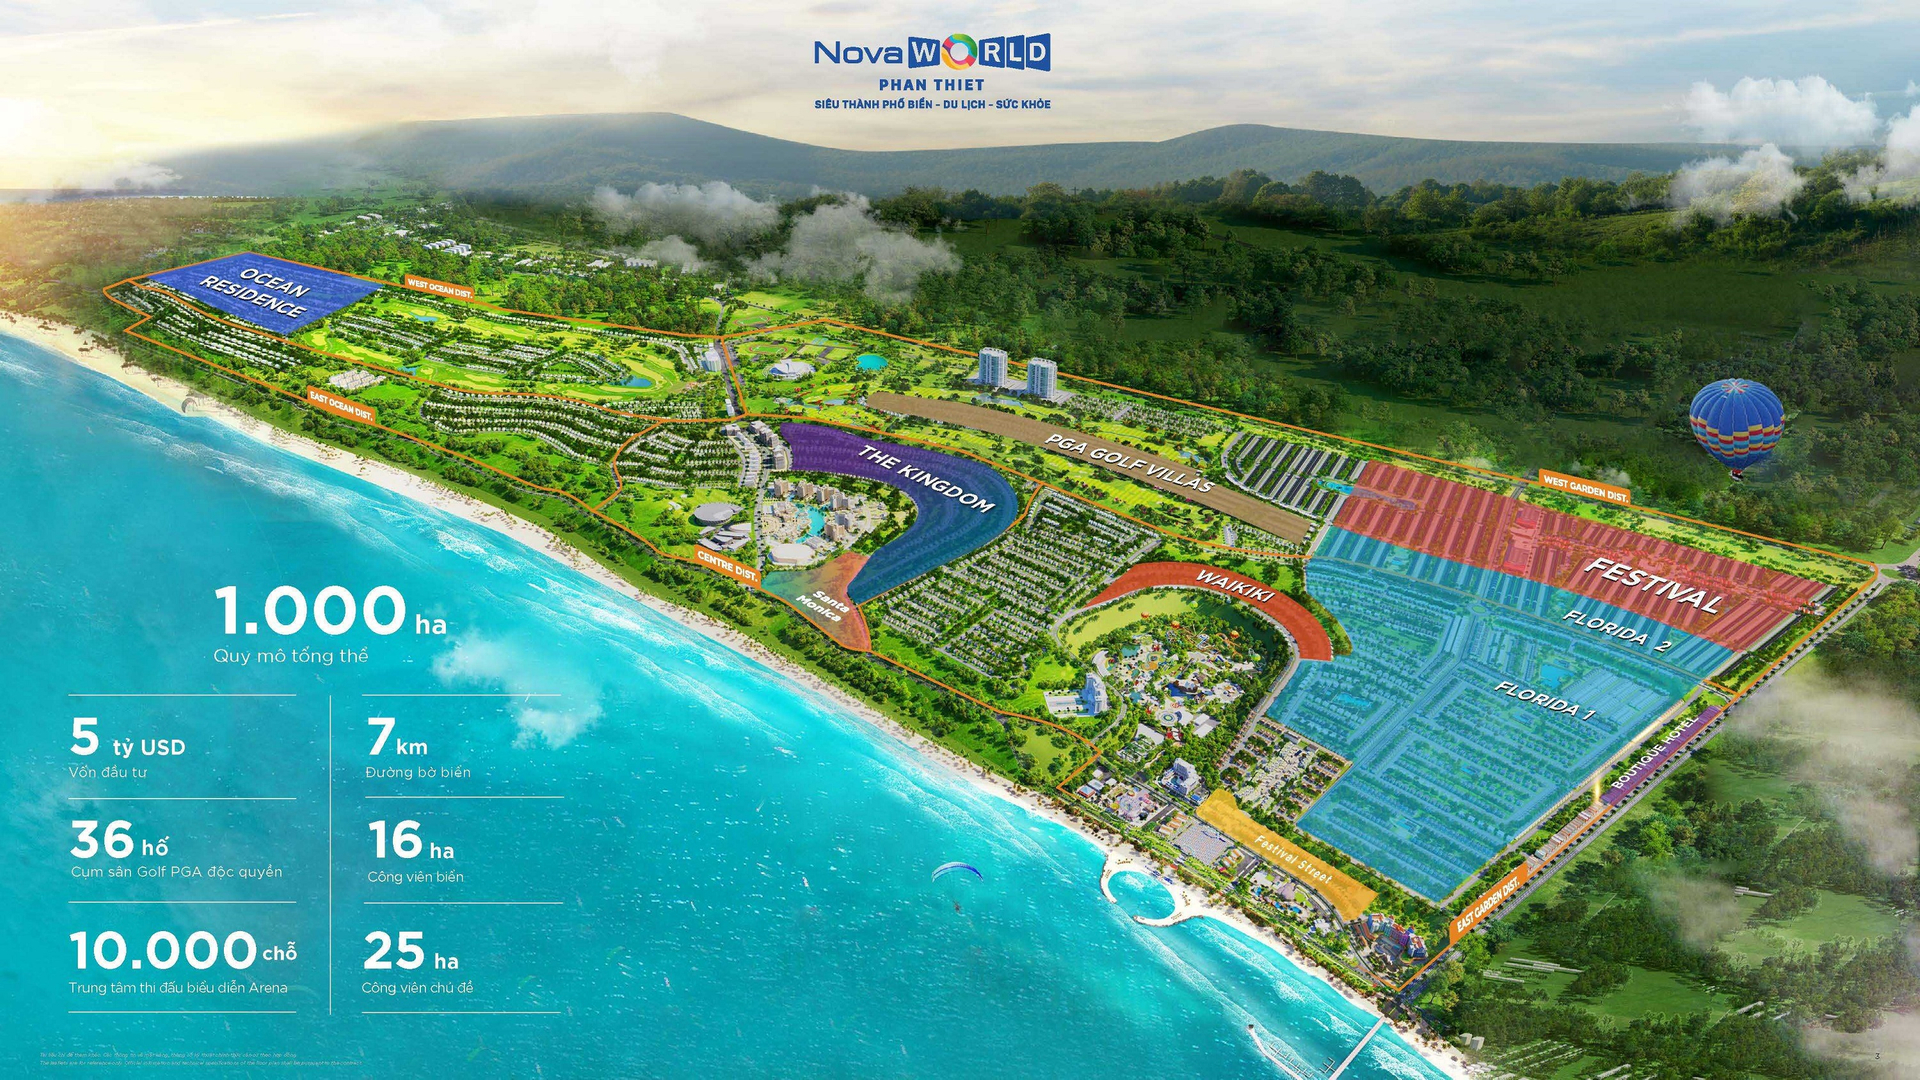 NovaWORLD
PHAN THIET
SIÊU THÀNH PHỐ BIỂN - DU LỊCH - SỨC KHỎE
OCEAN
RESIDENCE
WEST OCEAN DIST.
EAST OCEAN DIST.
THE KINGDOM
PGA GOLF VILLAS
WEST GARDEN DIST.
CENTRE DIST.
Santa
Monica
WAIKIKI
FESTIVAL
FLORIDA 2
FLORIDA 1
BOUTIQUE HOTEL
Festival Street
EAST GARDEN DIST.
1.000 ha
Quy mô tổng thể
5 tỷ USD
Vốn đầu tư
7 km
Đường bờ biển
36 hố
Cụm sân Golf PGA độc quyền
16 ha
Công viên biển
10.000 chỗ
Trung tâm thi đấu biểu diễn Arena
25 ha
Công viên chủ đề
3